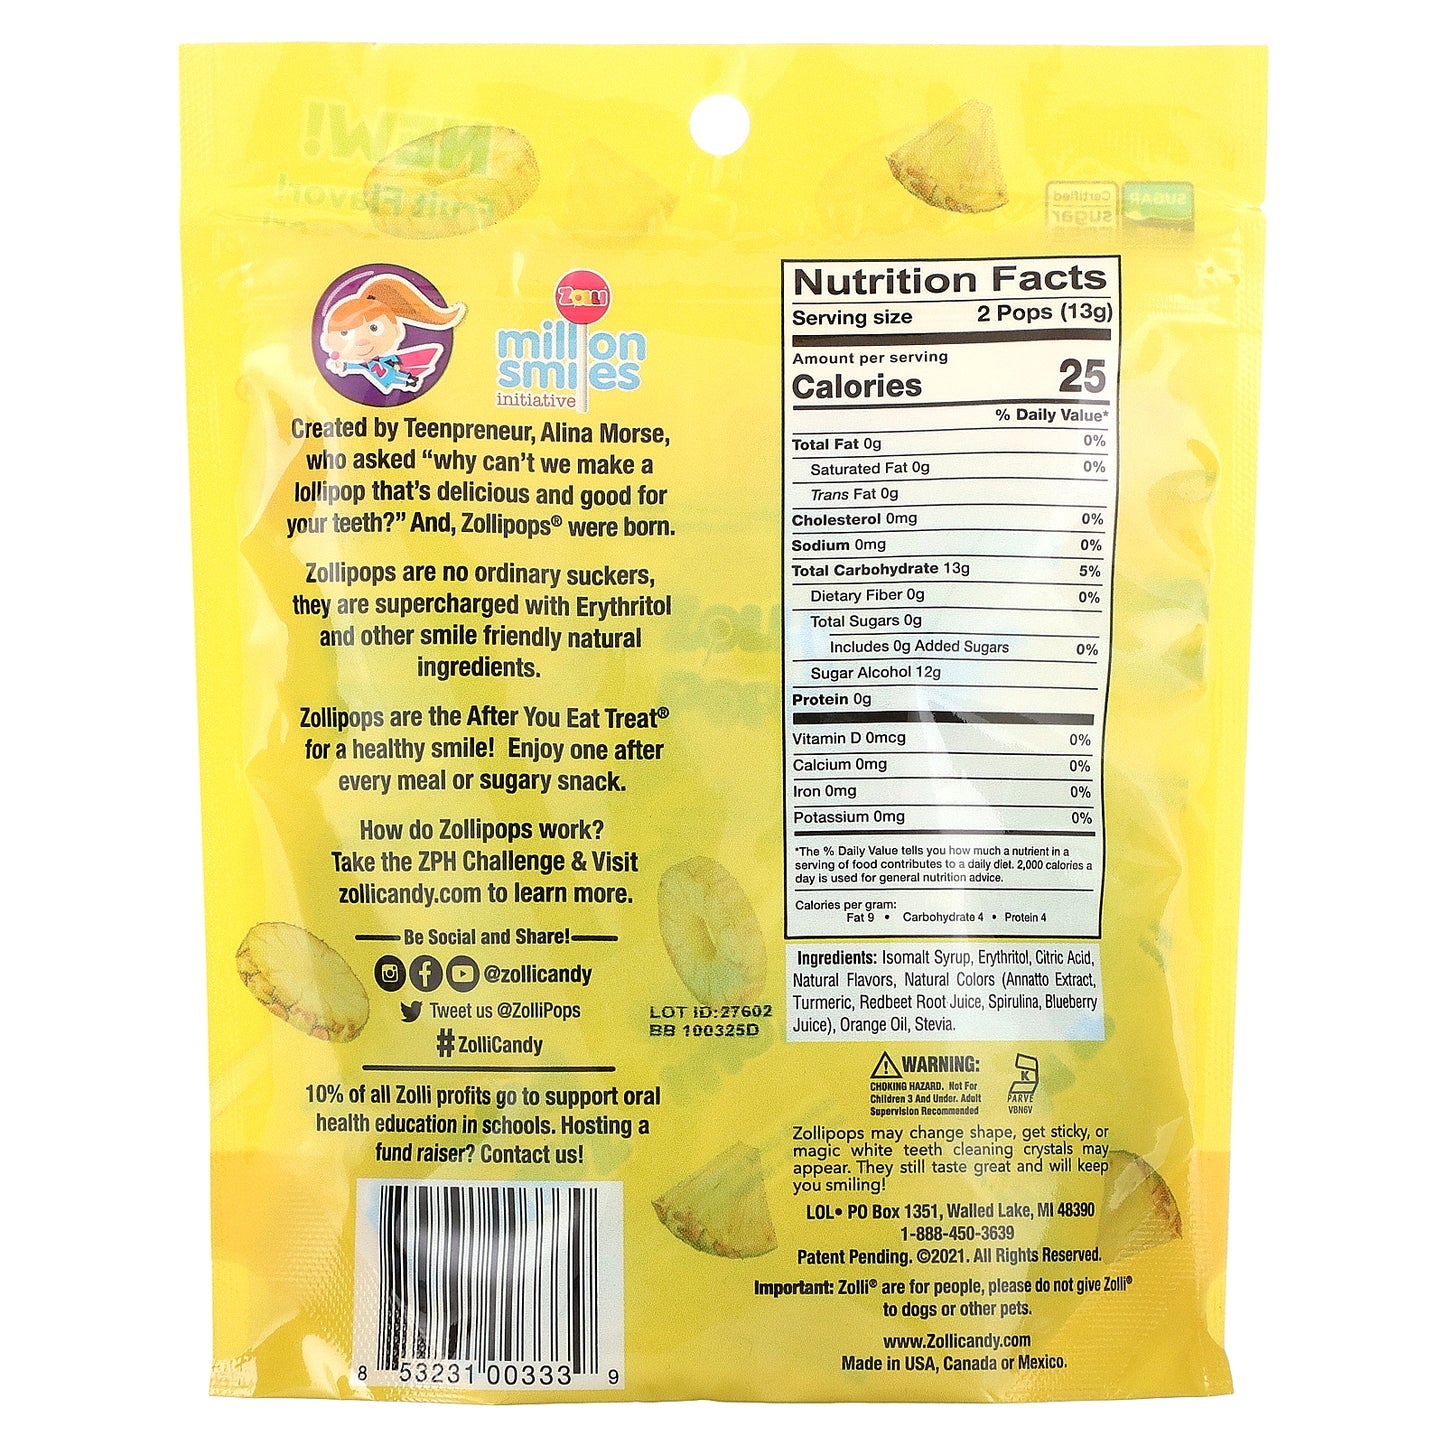 NEW!
Fruit Flavor!
SUGAR
Certified
sugar
Zolli
million
smiles
initiative
Created by Teenpreneur, Alina Morse,
who asked “why can’t we make a
lollipop that’s delicious and good for
your teeth?” And, Zollipops® were born.
Zollipops are no ordinary suckers,
they are supercharged with Erythritol
and other smile friendly natural
ingredients.
Zollipops are the After You Eat Treat®
for a healthy smile! Enjoy one after
every meal or sugary snack.
How do Zollipops work?
Take the ZPH Challenge & Visit
zollicandy.com to learn more.
Be Social and Share!
@zollicandy
Tweet us @ZolliPops
#ZolliCandy
10% of all Zolli profits go to support oral
health education in schools. Hosting a
fund raiser? Contact us!
8 53231 00333 9
LOT ID:27602
BB 100325D
Nutrition Facts
Serving size 2 Pops (13g)
Amount per serving
Calories 25
% Daily Value*
Total Fat 0g 0%
Saturated Fat 0g 0%
Trans Fat 0g
Cholesterol 0mg 0%
Sodium 0mg 0%
Total Carbohydrate 13g 5%
Dietary Fiber 0g 0%
Total Sugars 0g
Includes 0g Added Sugars 0%
Sugar Alcohol 12g
Protein 0g
Vitamin D 0mcg 0%
Calcium 0mg 0%
Iron 0mg 0%
Potassium 0mg 0%
*The % Daily Value tells you how much a nutrient in a
serving of food contributes to a daily diet. 2,000 calories a
day is used for general nutrition advice.
Calories per gram:
Fat 9 • Carbohydrate 4 • Protein 4
Ingredients: Isomalt Syrup, Erythritol, Citric Acid,
Natural Flavors, Natural Colors (Annatto Extract,
Turmeric, Redbeet Root Juice, Spirulina, Blueberry
Juice), Orange Oil, Stevia.
WARNING:
CHOKING HAZARD. Not For
Children 3 And Under. Adult
Supervision Recommended
K
PARVE
VBN6V
Zollipops may change shape, get sticky, or
magic white teeth cleaning crystals may
appear. They still taste great and will keep
you smiling!
LOL• PO Box 1351, Walled Lake, MI 48390
1-888-450-3639
Patent Pending. ©2021. All Rights Reserved.
Important: Zolli® are for people, please do not give Zolli®
to dogs or other pets.
www.Zollicandy.com
Made in USA, Canada or Mexico.